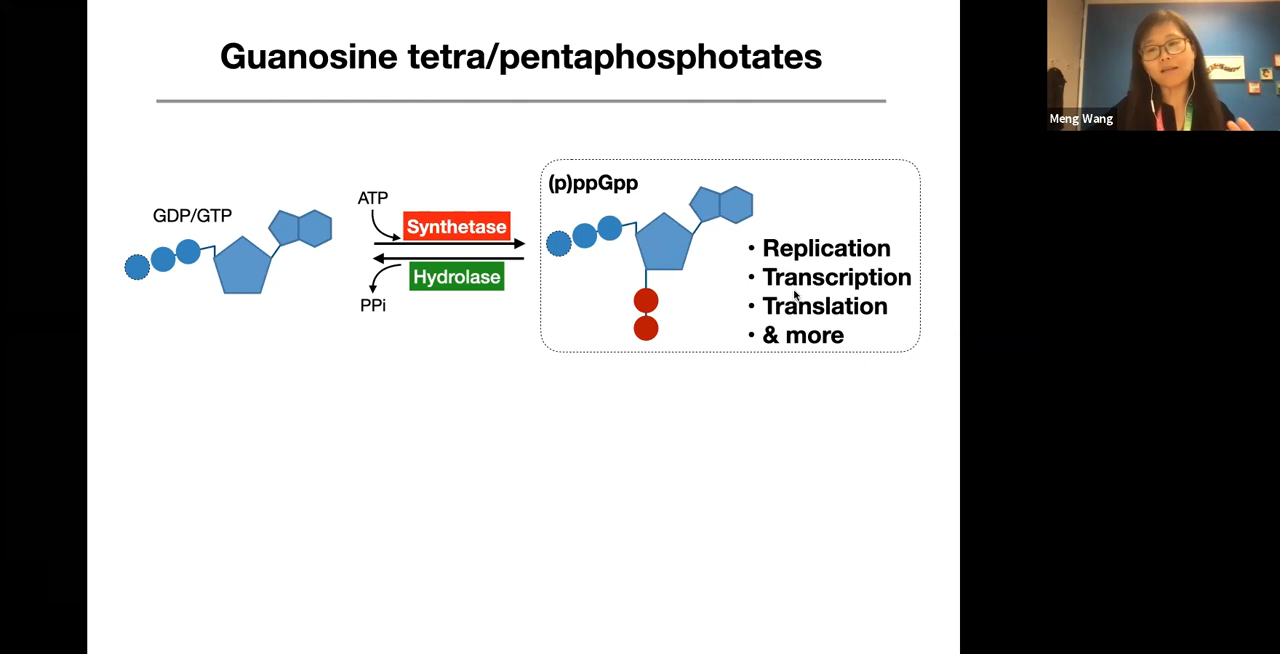 Guanosine tetra/pentaphosphotates
Meng Wang
GDP/GTP
ATP
Synthetase
Hydrolase
PPi
(p)ppGpp
• Replication
• Transcription
• Translation
• & more